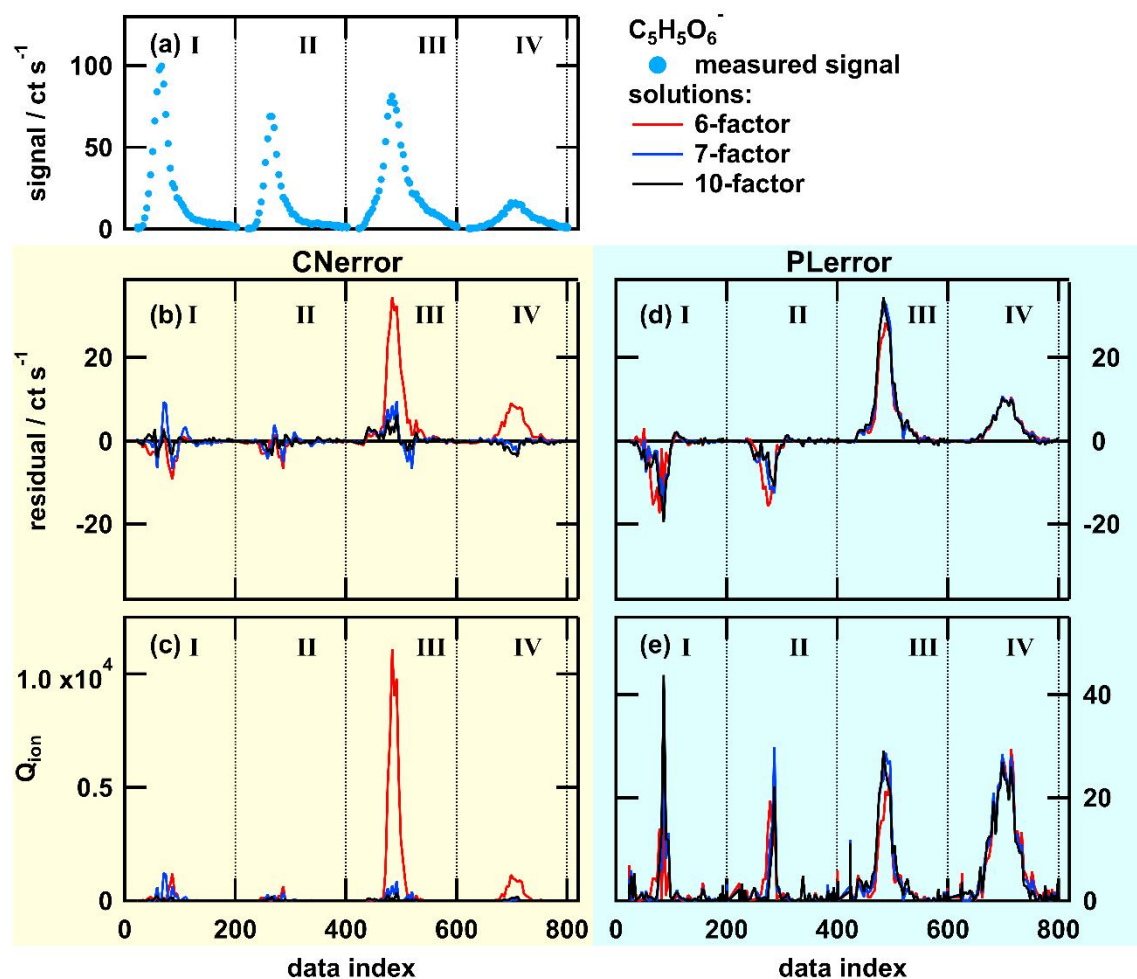 (a) I II III IV
100
50
0
signal / ct s⁻¹
C₅H₅O₆⁻
measured signal
solutions:
6-factor
7-factor
10-factor
CNerror
PLerror
(b) I II III IV
20
0
-20
residual / ct s⁻¹
(d) I II III IV
20
0
-20
(c) I II III IV
1.0 x10⁴
0.5
0
Qᵢₒₙ
0 200 400 600 800
data index
(e) I II III IV
40
20
0
0 200 400 600 800
data index